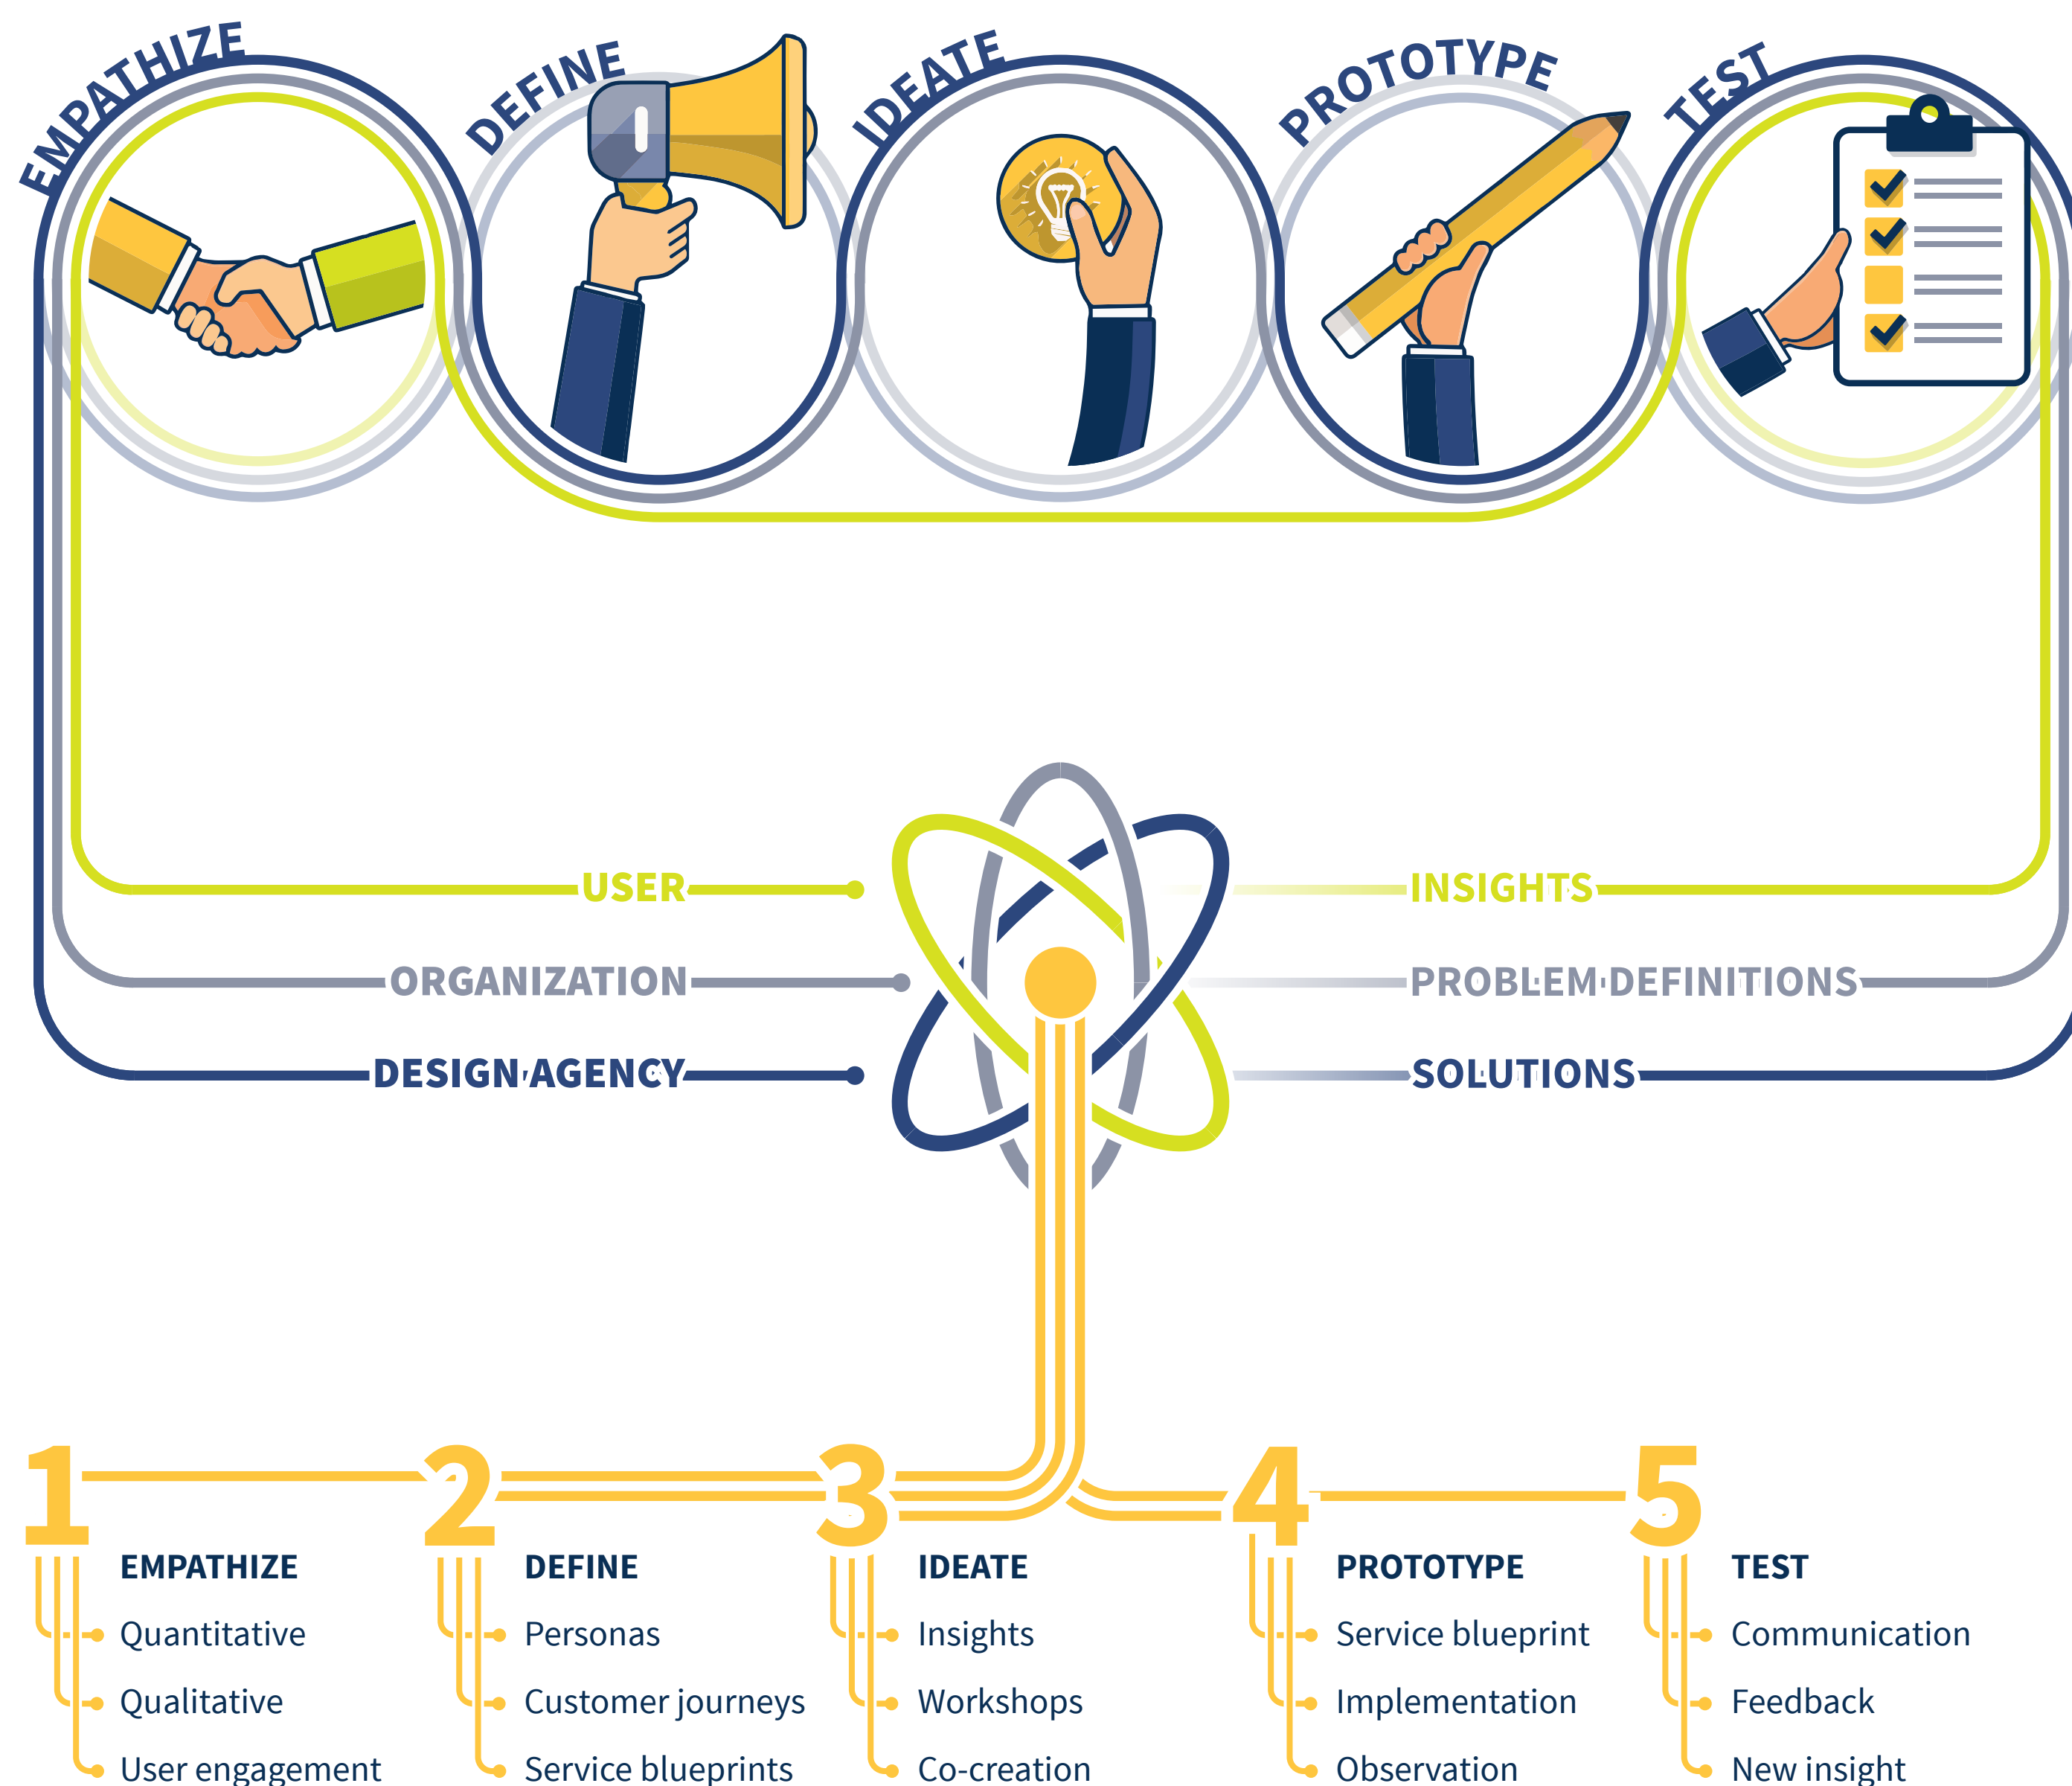 EMPATHIZE
DEFINE
IDEATE
PROTOTYPE
TEST
USER
ORGANIZATION
DESIGN AGENCY
INSIGHTS
PROBLEM DEFINITIONS
SOLUTIONS
1
EMPATHIZE
Quantitative
Qualitative
User engagement
2
DEFINE
Personas
Customer journeys
Service blueprints
3
IDEATE
Insights
Workshops
Co-creation
4
PROTOTYPE
Service blueprint
Implementation
Observation
5
TEST
Communication
Feedback
New insight